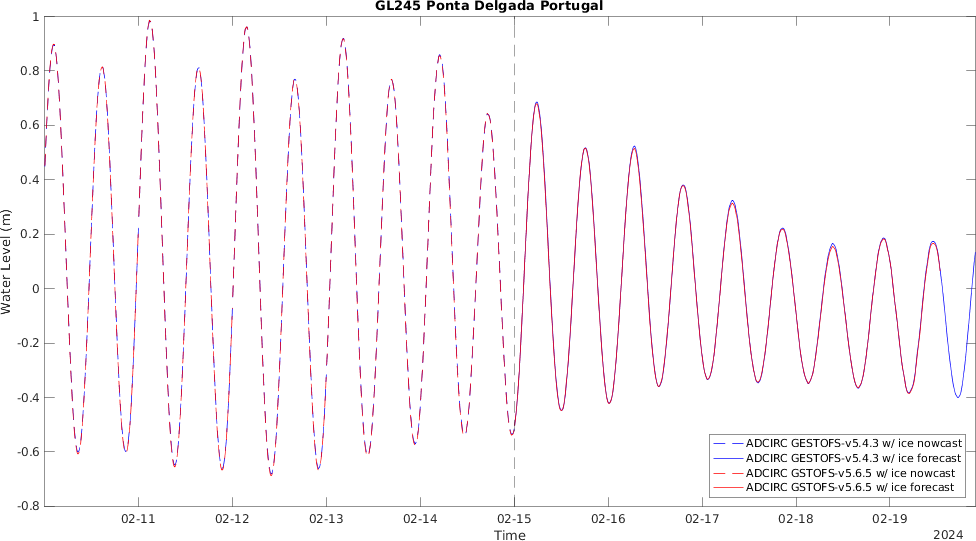 GL245 Ponta Delgada Portugal
1
0.8
0.6
0.4
0.2
0
-0.2
-0.4
-0.6
-0.8
Water Level (m)
ADCIRC GESTOFS-v5.4.3 w/ ice nowcast
ADCIRC GESTOFS-v5.4.3 w/ ice forecast
ADCIRC GSTOFS-v5.6.5 w/ ice nowcast
ADCIRC GSTOFS-v5.6.5 w/ ice forecast
02-11 02-12 02-13 02-14 02-15 02-16 02-17 02-18 02-19
Time
2024